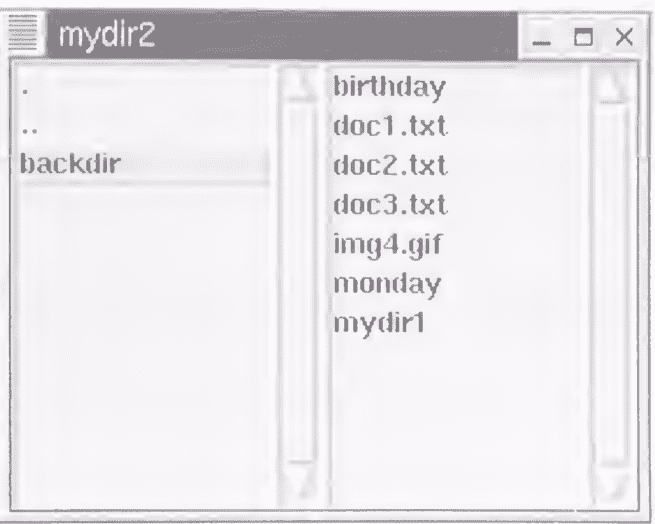 mydir2
.
..
backdir
birthday
doc1.txt
doc2.txt
doc3.txt
img4.gif
monday
mydir1